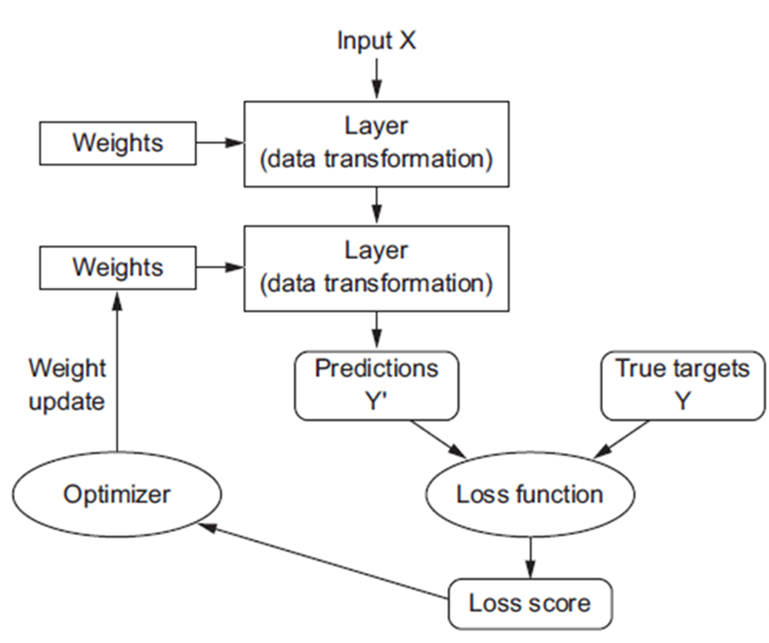 Input X
Weights
Layer
(data transformation)
Weights
Layer
(data transformation)
Weight
update
Predictions
Y'
True targets
Y
Optimizer
Loss function
Loss score